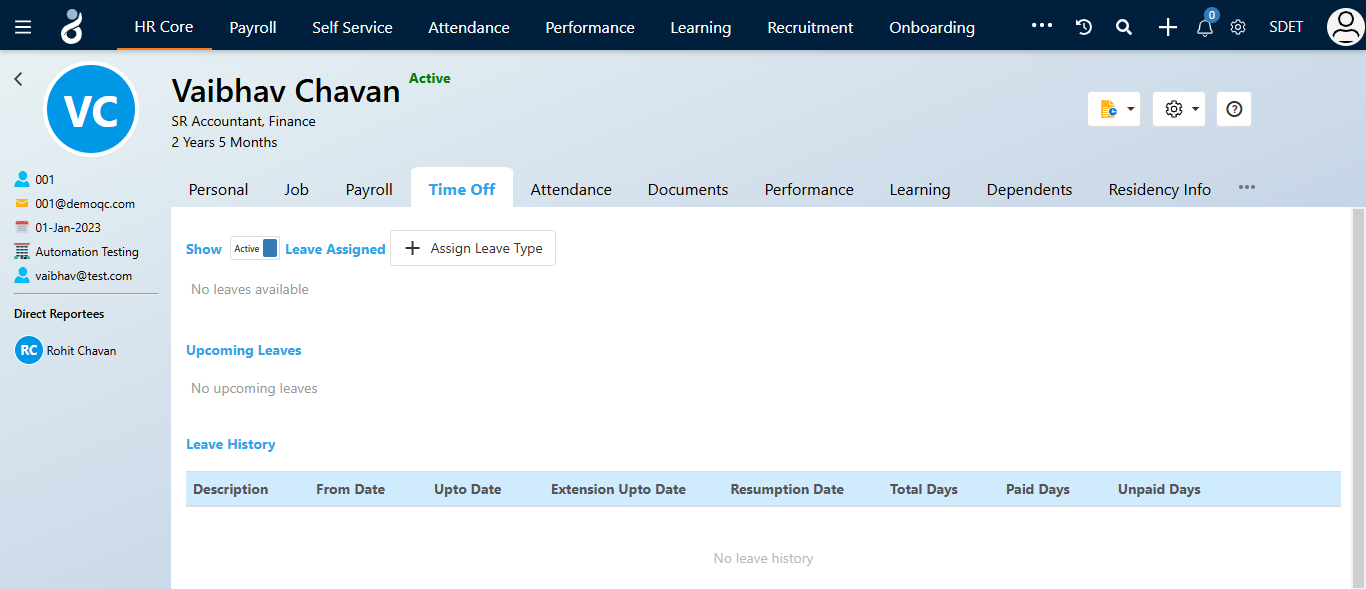 HR Core Payroll Self Service Attendance Performance Learning Recruitment Onboarding ••• 0 SDET
VC
Vaibhav Chavan Active
SR Accountant, Finance
2 Years 5 Months
001
001@demoqc.com
01-Jan-2023
Automation Testing
vaibhav@test.com
Direct Reportees
RC Rohit Chavan
Personal Job Payroll Time Off Attendance Documents Performance Learning Dependents Residency Info •••
Show Active Leave Assigned + Assign Leave Type
No leaves available
Upcoming Leaves
No upcoming leaves
Leave History
Description From Date Upto Date Extension Upto Date Resumption Date Total Days Paid Days Unpaid Days
No leave history